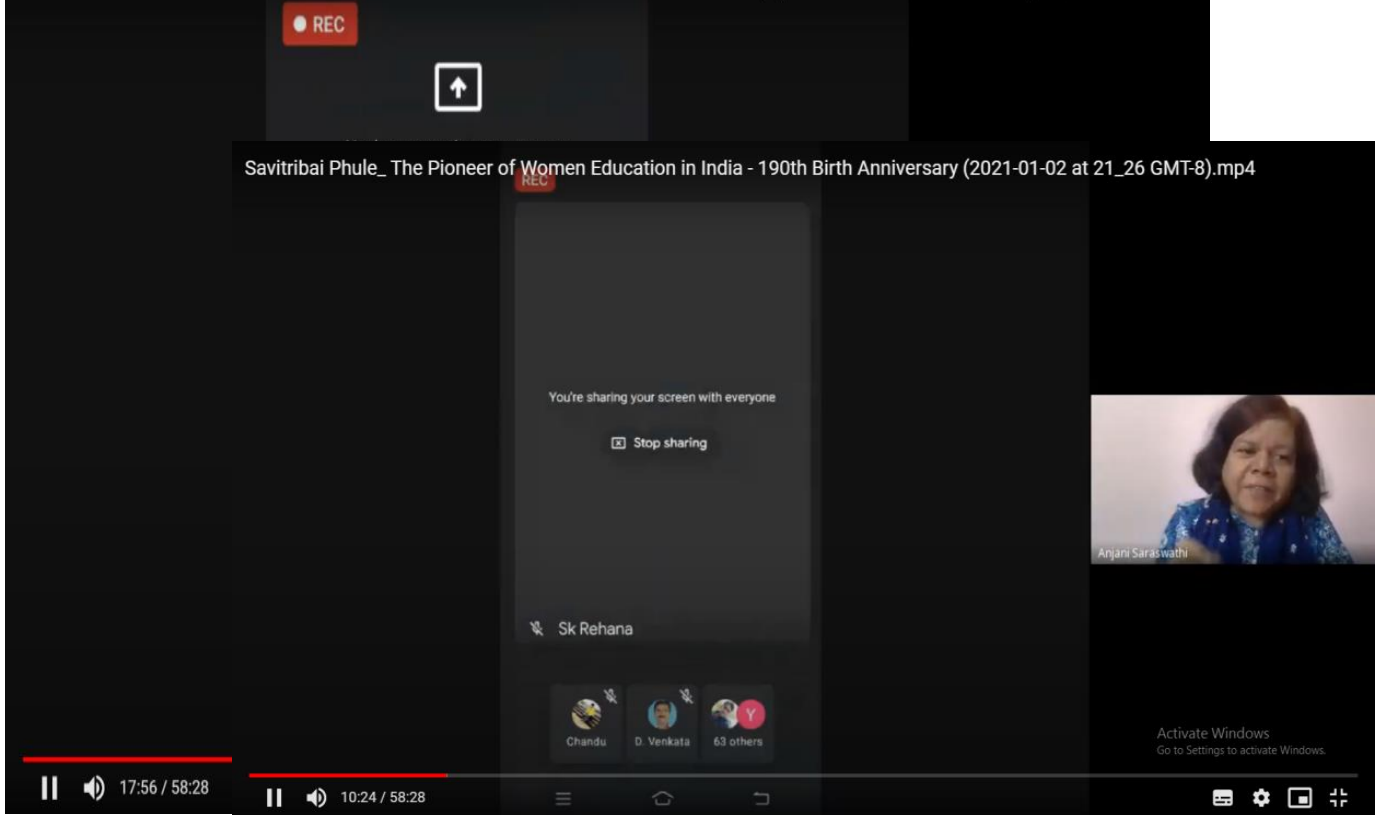 REC
Savitribai Phule_ The Pioneer of Women Education in India - 190th Birth Anniversary (2021-01-02 at 21_26 GMT-8).mp4
REC
You're sharing your screen with everyone
Stop sharing
Anjani Saraswathi
Sk Rehana
Y
Chandu
D. Venkata
63 others
Activate Windows
Go to Settings to activate Windows.
17:56 / 58:28
10:24 / 58:28